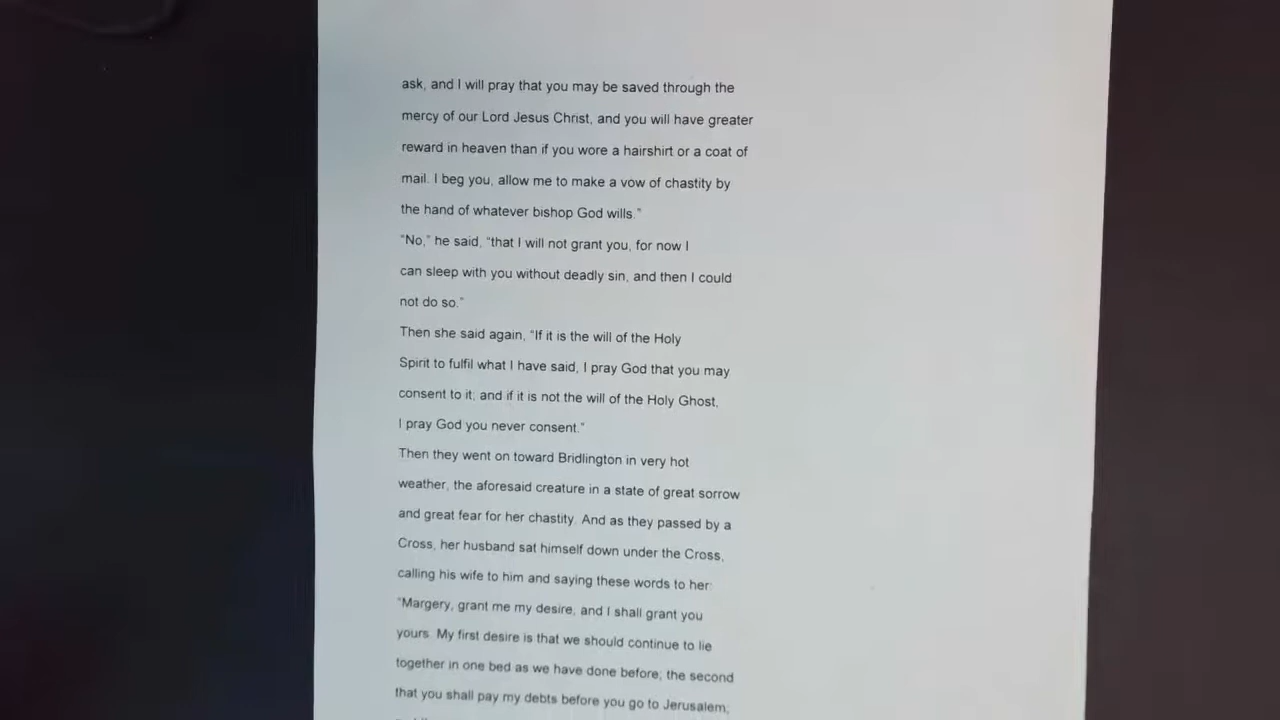 ask, and I will pray that you may be saved through the
mercy of our Lord Jesus Christ, and you will have greater
reward in heaven than if you wore a hairshirt or a coat of
mail. I beg you, allow me to make a vow of chastity by
the hand of whatever bishop God wills."
"No," he said, "that I will not grant you, for now I
can sleep with you without deadly sin, and then I could
not do so."
Then she said again, "If it is the will of the Holy
Spirit to fulfil what I have said, I pray God that you may
consent to it; and if it is not the will of the Holy Ghost,
I pray God you never consent."
Then they went on toward Bridlington in very hot
weather, the aforesaid creature in a state of great sorrow
and great fear for her chastity. And as they passed by a
Cross, her husband sat himself down under the Cross,
calling his wife to him and saying these words to her:
"Margery, grant me my desire, and I shall grant you
yours. My first desire is that we should continue to lie
together in one bed as we have done before; the second
that you shall pay my debts before you go to Jerusalem;